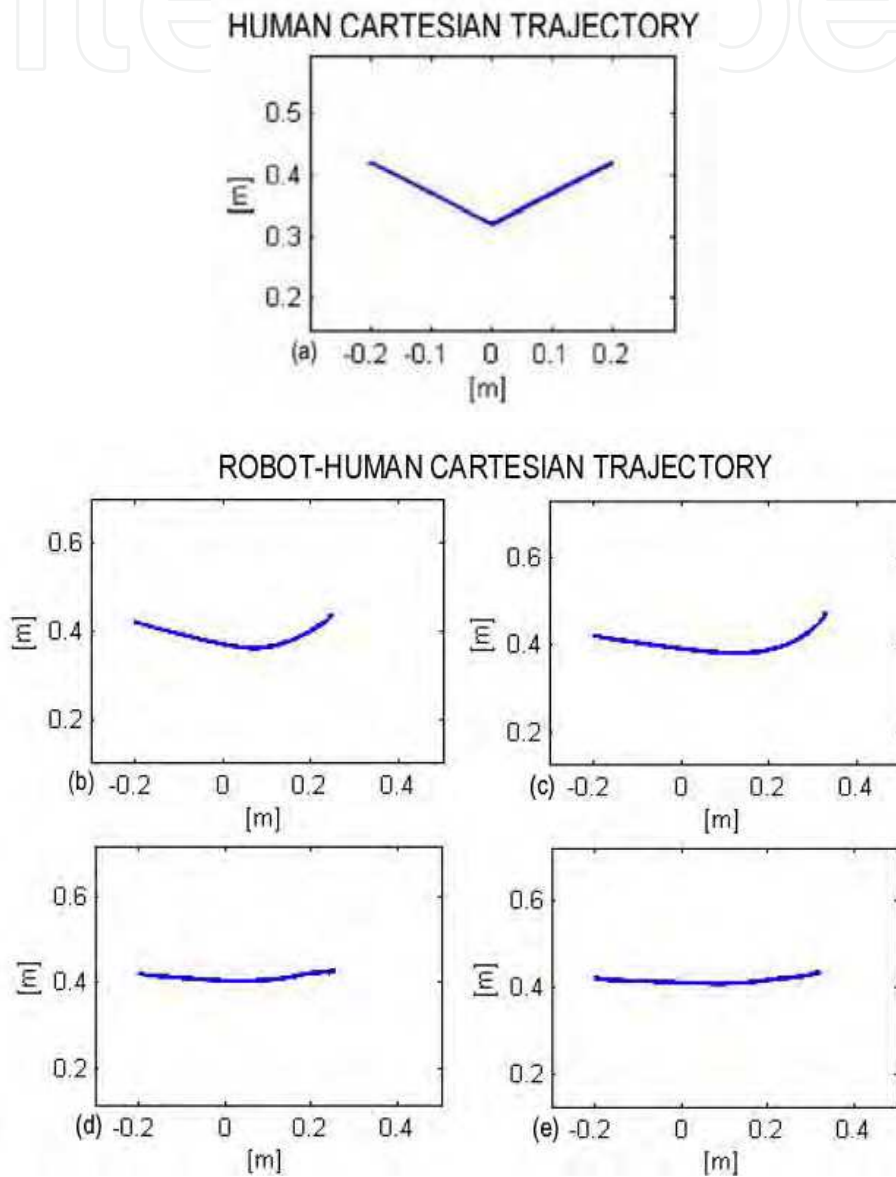 HUMAN CARTESIAN TRAJECTORY
0.5
0.4
[m]
0.3
0.2
(a) -0.2 -0.1 0 0.1 0.2
[m]
ROBOT-HUMAN CARTESIAN TRAJECTORY
0.6
0.4
[m]
0.2
(b) -0.2 0 0.2 0.4
[m]
0.6
0.4
[m]
0.2
(c) -0.2 0 0.2 0.4
[m]
0.6
0.4
[m]
0.2
(d) -0.2 0 0.2 0.4
[m]
0.6
0.4
[m]
0.2
(e) -0.2 0 0.2 0.4
[m]